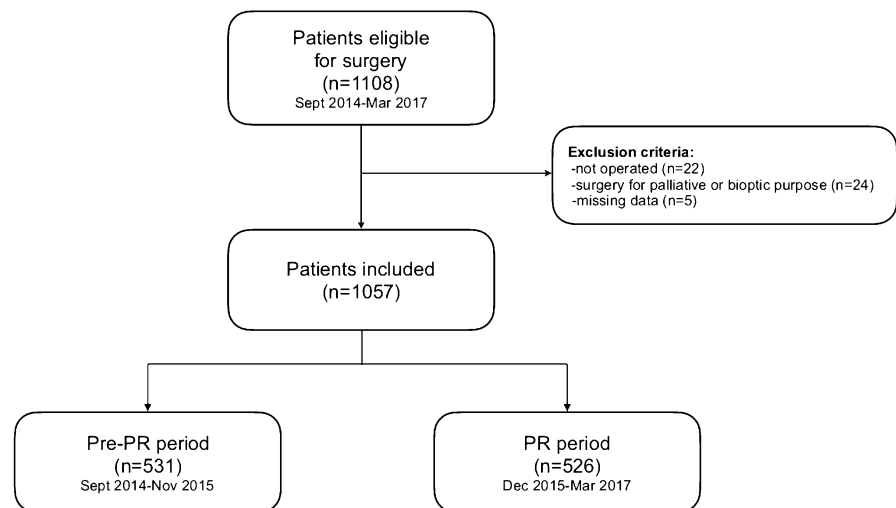 Patients eligible
for surgery
(n=1108)
Sept 2014-Mar 2017
Exclusion criteria:
-not operated (n=22)
-surgery for palliative or bioptic purpose (n=24)
-missing data (n=5)
Patients included
(n=1057)
Pre-PR period
(n=531)
Sept 2014-Nov 2015
PR period
(n=526)
Dec 2015-Mar 2017